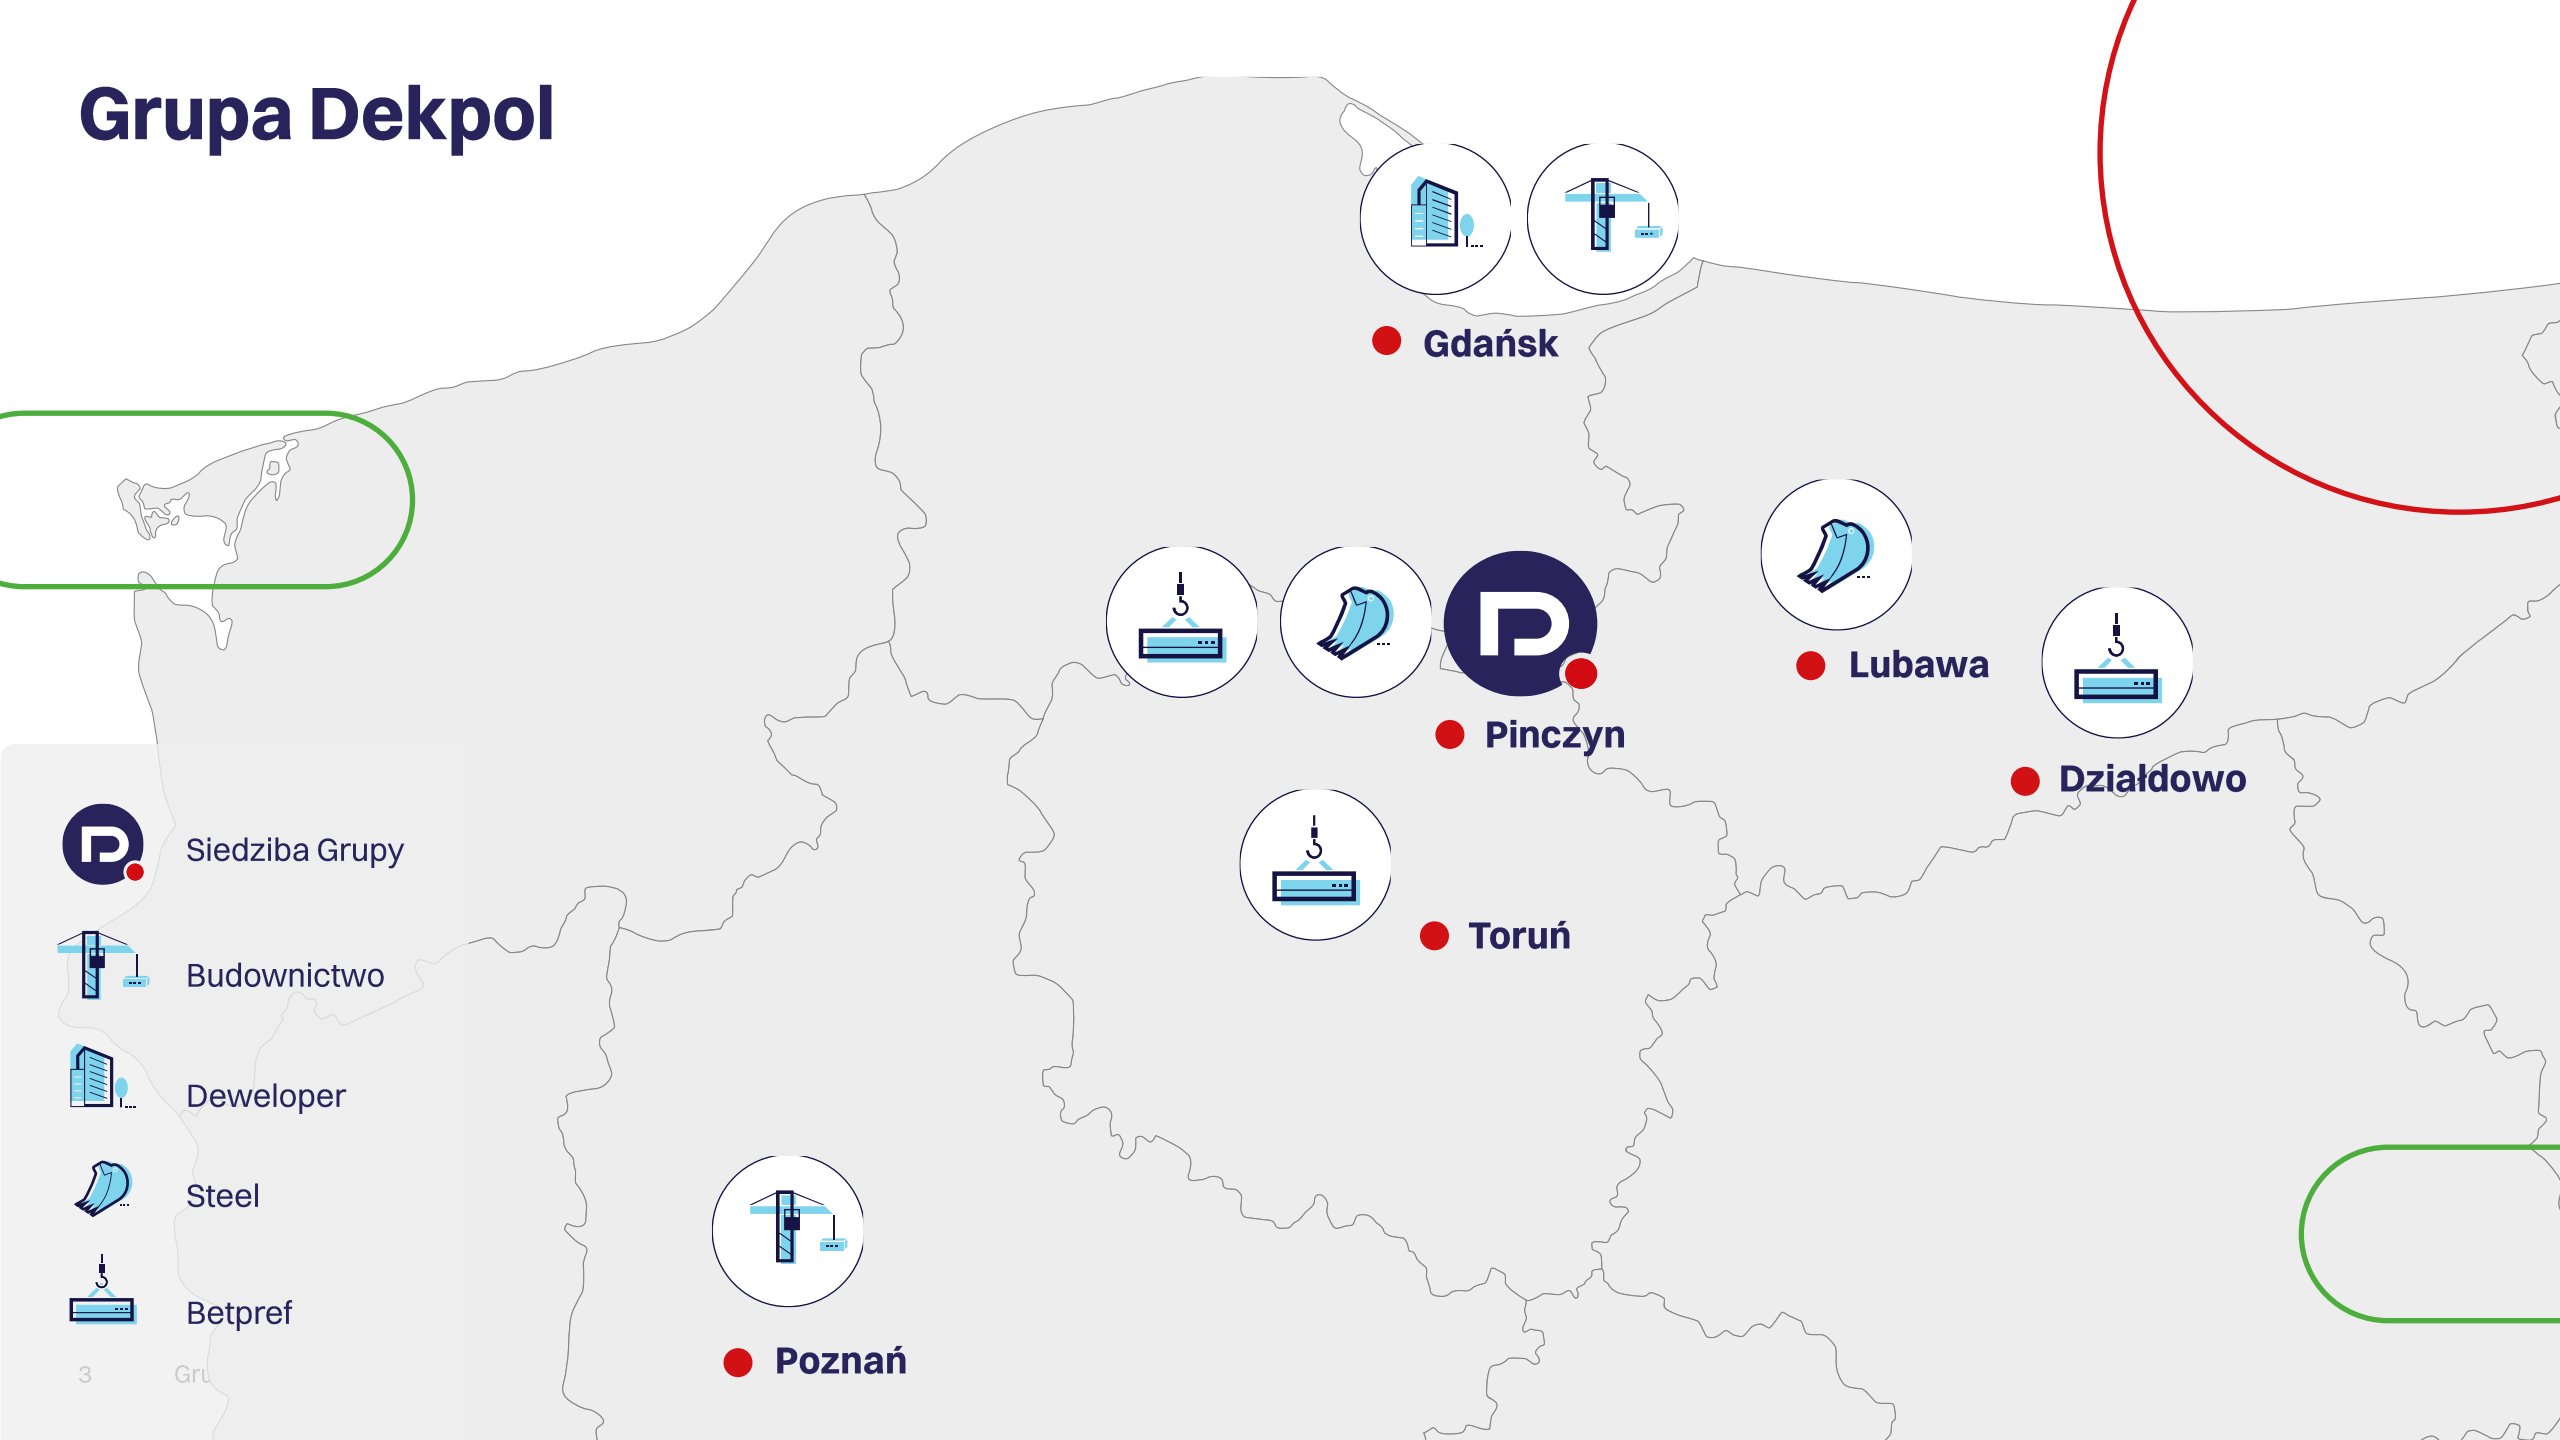 Grupa Dekpol
Gdańsk
Lubawa
Pinczyn
Działdowo
Toruń
Poznań
Siedziba Grupy
Budownictwo
Deweloper
Steel
Betpref
3